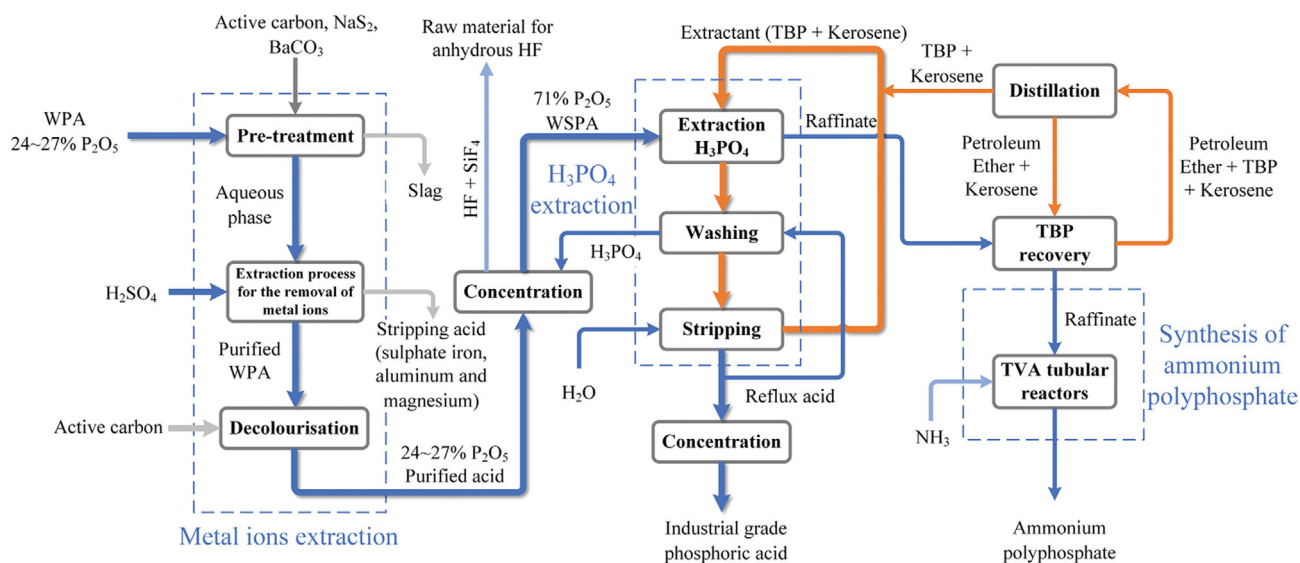 Active carbon, NaS₂,
BaCO₃
WPA
24~27% P₂O₅
Pre-treatment
Slag
Aqueous
phase
H₂SO₄
Extraction process
for the removal of
metal ions
Stripping acid
(sulphate iron,
aluminum and
magnesium)
Purified
WPA
Active carbon
Decolourisation
24~27% P₂O₅
Purified acid
Metal ions extraction
Raw material for
anhydrous HF
HF + SiF₄
71% P₂O₅
WSPA
Concentration
H₃PO₄
extraction
H₃PO₄
Extractant (TBP + Kerosene)
Extraction
H₃PO₄
Raffinate
Washing
Stripping
H₂O
Reflux acid
Concentration
Industrial grade
phosphoric acid
TBP +
Kerosene
Distillation
Petroleum
Ether +
Kerosene
Petroleum
Ether + TBP
+ Kerosene
TBP
recovery
Raffinate
TVA tubular
reactors
NH₃
Synthesis of
ammonium
polyphosphate
Ammonium
polyphosphate